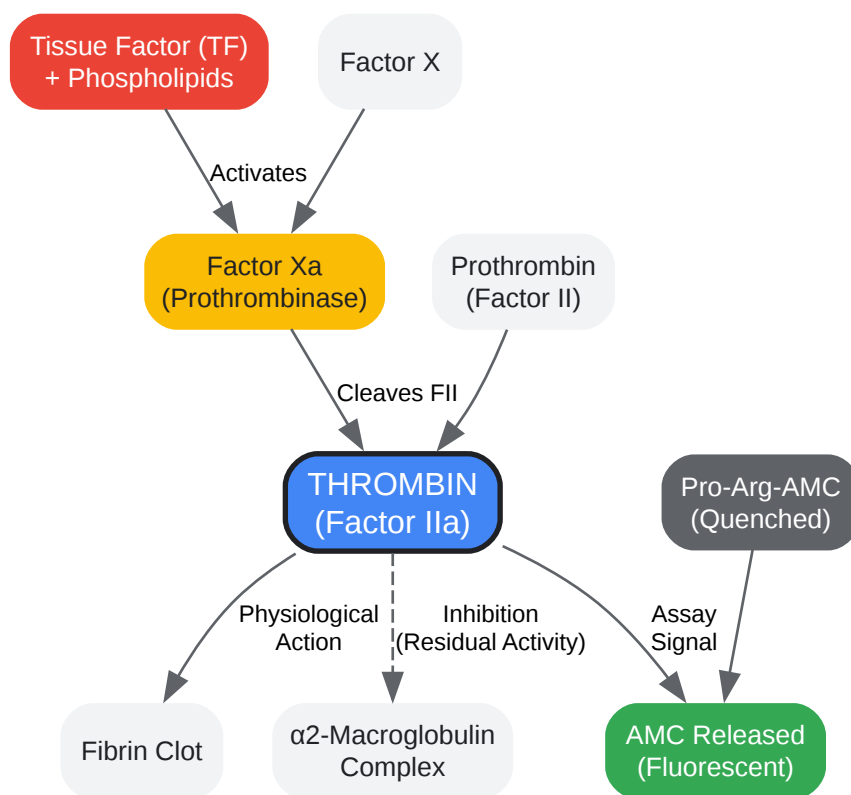 Tissue Factor (TF)
+ Phospholipids
Factor X
Activates
Factor Xa
(Prothrombinase)
Prothrombin
(Factor II)
Cleaves FII
THROMBIN
(Factor IIa)
Pro-Arg-AMC
(Quenched)
Physiological
Action
Inhibition
(Residual Activity)
Assay
Signal
Fibrin Clot
α2-Macroglobulin
Complex
AMC Released
(Fluorescent)